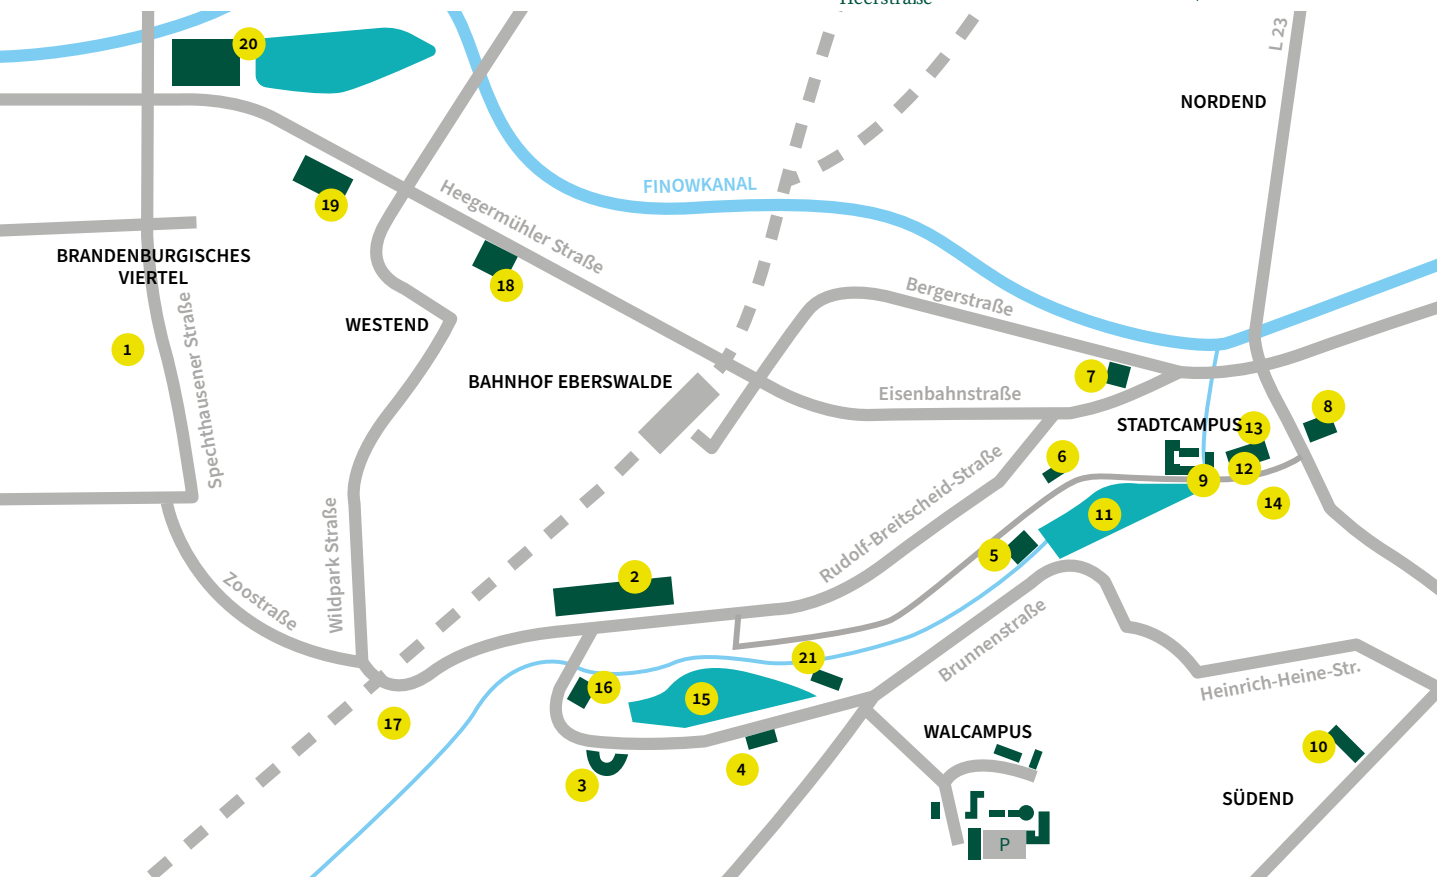 Heerstraße
L 23
20
NORDEND
FINOWKANAL
19
Heegermühler Straße
BRANDENBURGISCHES
VIERTEL
18
Bergerstraße
Spechthausener Straße
WESTEND
1
BAHNHOF EBERSWALDE
7
Eisenbahnstraße
8
STADTCAMPUS
13
6
12
9
14
11
Rudolf-Breitscheid-Straße
5
Wildpark Straße
Zoostraße
2
Brunnenstraße
21
Heinrich-Heine-Str.
16
15
17
WALCAMPUS
10
4
3
SÜDEND
P